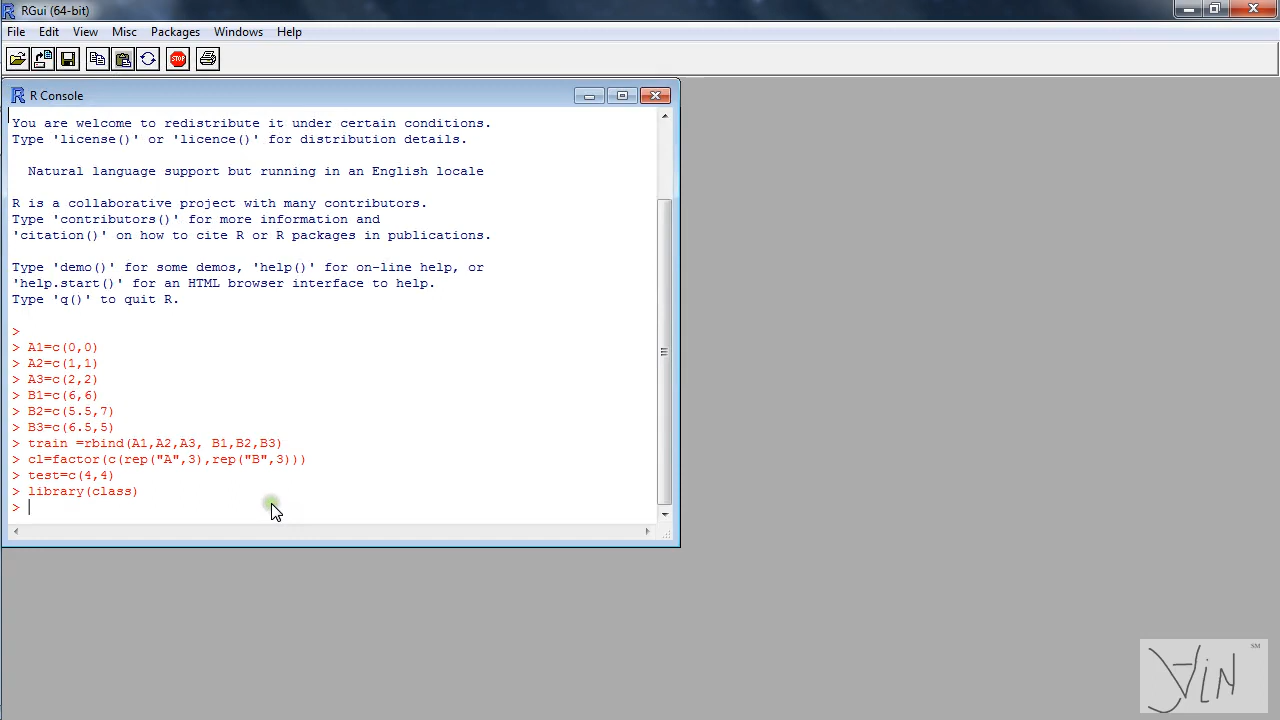 RGui (64-bit)
File Edit View Misc Packages Windows Help
STOP
R Console
You are welcome to redistribute it under certain conditions.
Type 'license()' or 'licence()' for distribution details.
Natural language support but running in an English locale
R is a collaborative project with many contributors.
Type 'contributors()' for more information and
'citation()' on how to cite R or R packages in publications.
Type 'demo()' for some demos, 'help()' for on-line help, or
'help.start()' for an HTML browser interface to help.
Type 'q()' to quit R.
>
> A1=c(0,0)
> A2=c(1,1)
> A3=c(2,2)
> B1=c(6,6)
> B2=c(5.5,7)
> B3=c(6.5,5)
> train =rbind(A1,A2,A3, B1,B2,B3)
> cl=factor(c(rep("A",3),rep("B",3)))
> test=c(4,4)
> library(class)
>
SM